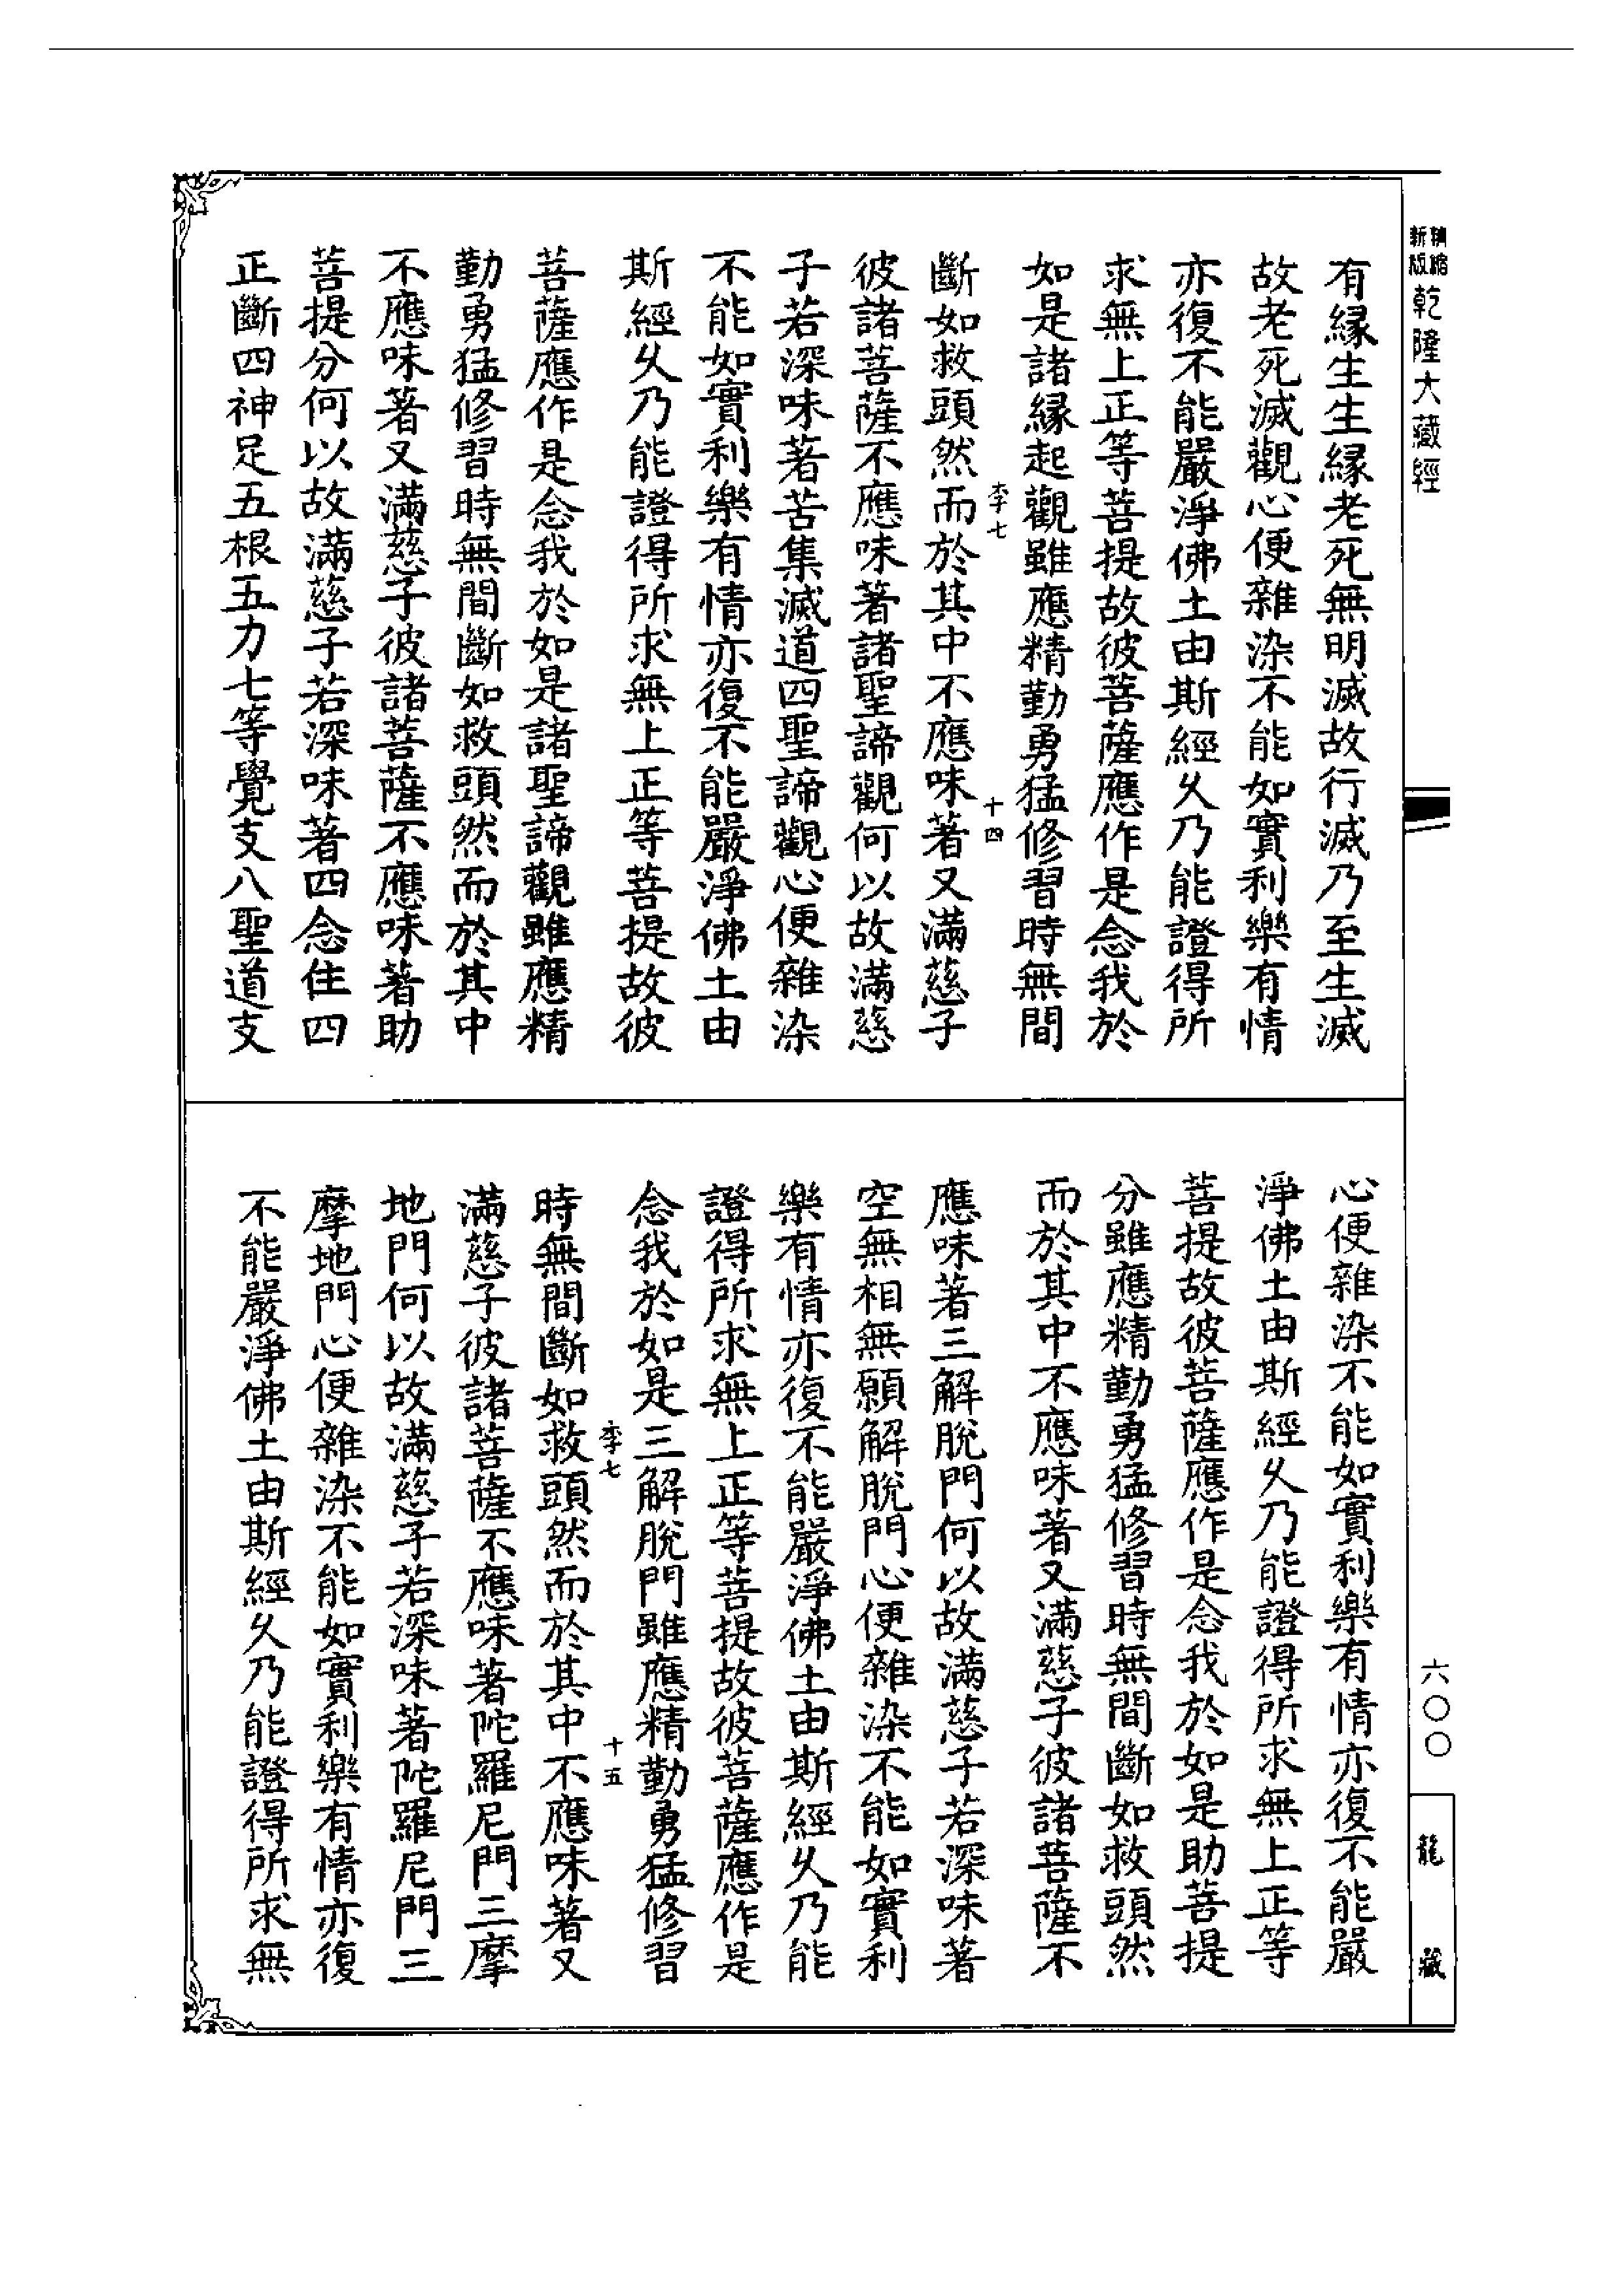 精縮新版乾隆大藏經
有緣生生緣老死無明滅故行滅乃至生滅
故老死滅觀心便雜染不能如實利樂有情
亦復不能嚴淨佛土由斯經久乃能證得所
求無上正等菩提故彼菩薩應作是念我於
如是諸緣起觀雖應精勤勇猛修習時無間
李七 十四
斷如救頭然而於其中不應味著又滿慈子
彼諸菩薩不應味著諸聖諦觀何以故滿慈
子若深味著苦集滅道四聖諦觀心便雜染
不能如實利樂有情亦復不能嚴淨佛土由
斯經久乃能證得所求無上正等菩提故彼
菩薩應作是念我於如是諸聖諦觀雖應精
勤勇猛修習時無間斷如救頭然而於其中
不應味著又滿慈子彼諸菩薩不應味著助
菩提分何以故滿慈子若深味著四念住四
正斷四神足五根五力七等覺支八聖道支
心便雜染不能如實利樂有情亦復不能嚴
淨佛土由斯經久乃能證得所求無上正等
菩提故彼菩薩應作是念我於如是助菩提
分雖應精勤勇猛修習時無間斷如救頭然
而於其中不應味著又滿慈子彼諸菩薩不
應味著三解脫門何以故滿慈子若深味著
空無相無願解脫門心便雜染不能如實利
樂有情亦復不能嚴淨佛土由斯經久乃能
證得所求無上正等菩提故彼菩薩應作是
念我於如是三解脫門雖應精勤勇猛修習
李七 十五
時無間斷如救頭然而於其中不應味著又
滿慈子彼諸菩薩不應味著陀羅尼門三摩
地門何以故滿慈子若深味著陀羅尼門三
摩地門心便雜染不能如實利樂有情亦復
不能嚴淨佛土由斯經久乃能證得所求無
六〇〇
龍藏